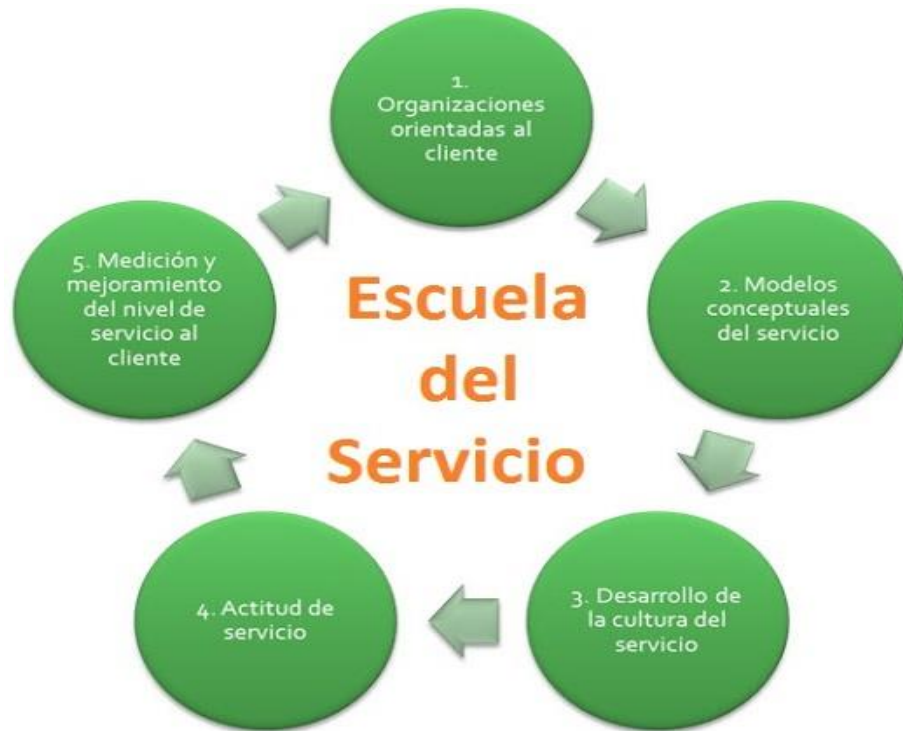 1.
Organizaciones
orientadas al
cliente
2. Modelos
conceptuales
del servicio
3. Desarrollo de
la cultura del
servicio
4. Actitud de
servicio
5. Medición y
mejoramiento
del nivel de
servicio al
cliente
Escuela
del
Servicio